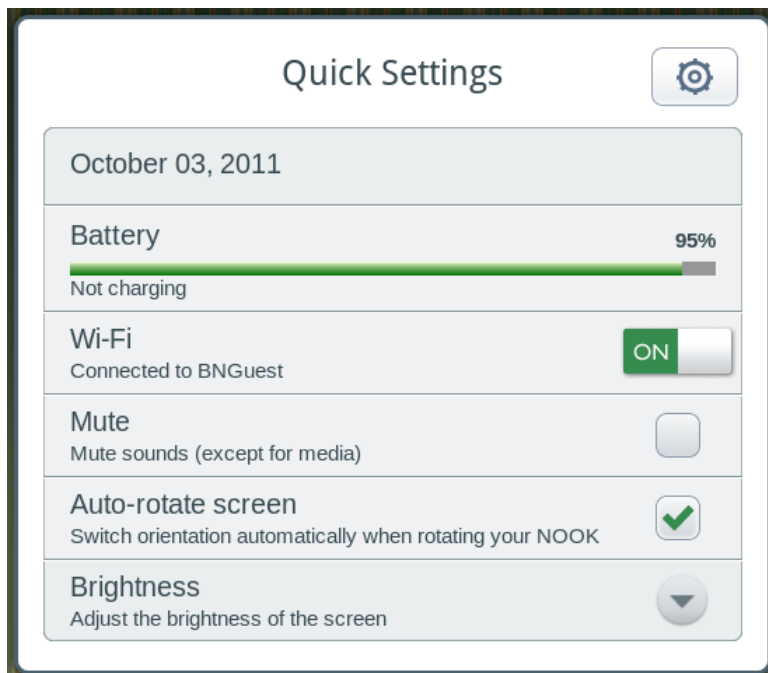 Quick Settings
October 03, 2011
Battery
95%
Not charging
Wi-Fi
Connected to BNGuest
ON
Mute
Mute sounds (except for media)
Auto-rotate screen
Switch orientation automatically when rotating your NOOK
Brightness
Adjust the brightness of the screen